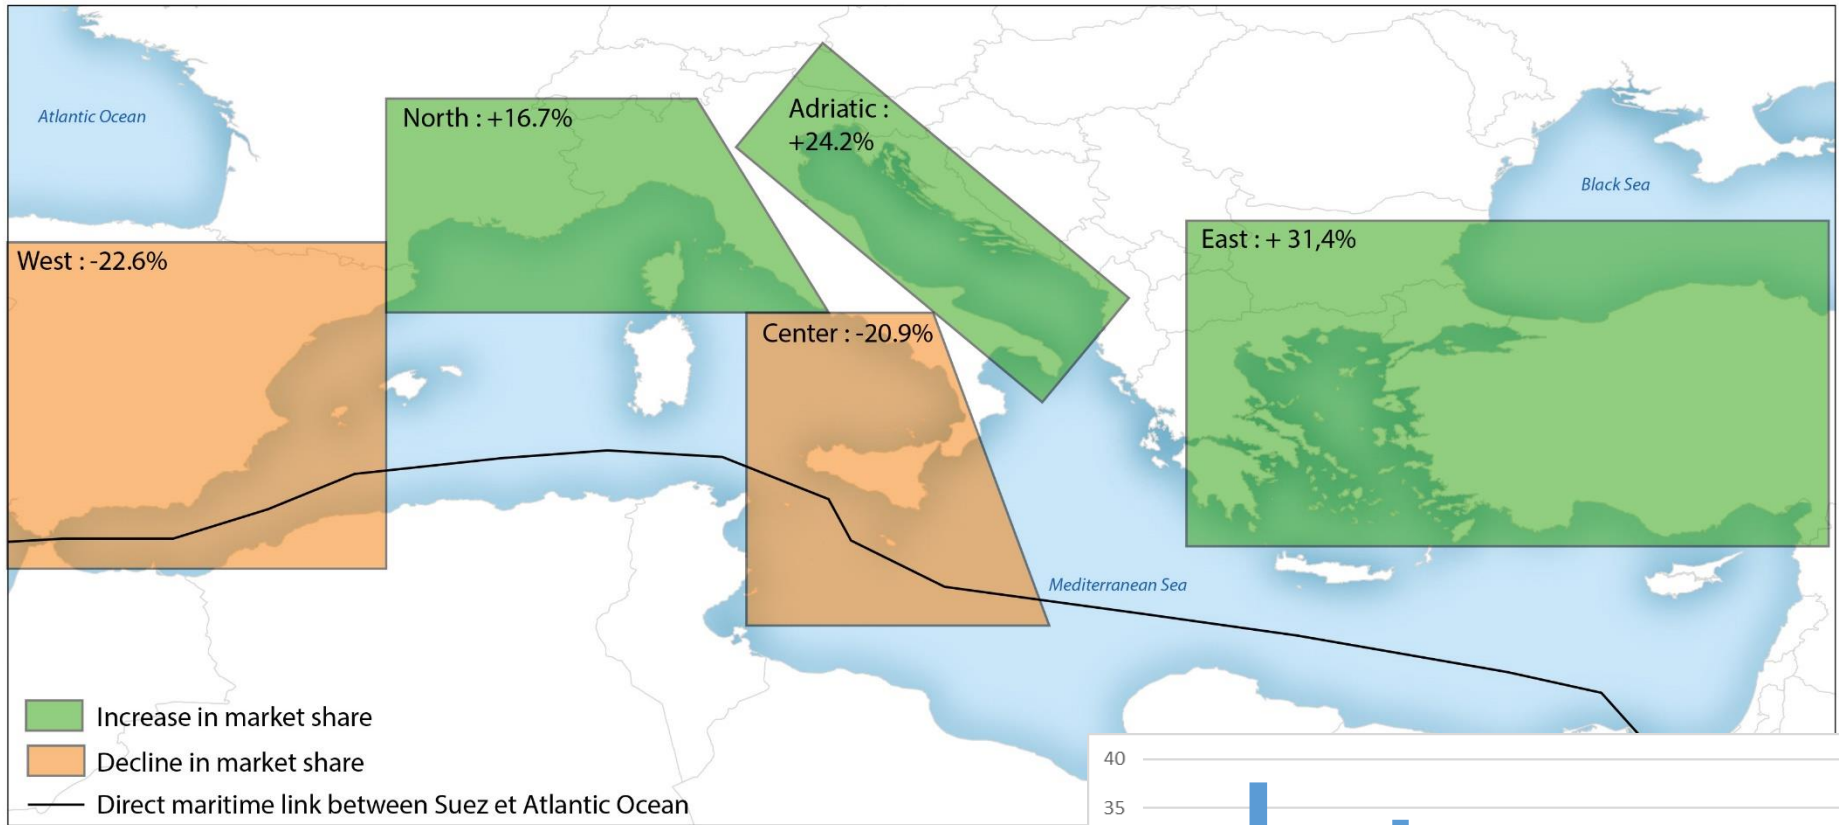 Atlantic Ocean
North : +16.7%
Adriatic :
+24.2%
Black Sea
West : -22.6%
East : + 31,4%
Center : -20.9%
Mediterranean Sea
Increase in market share
Decline in market share
Direct maritime link between Suez et Atlantic Ocean
40
35